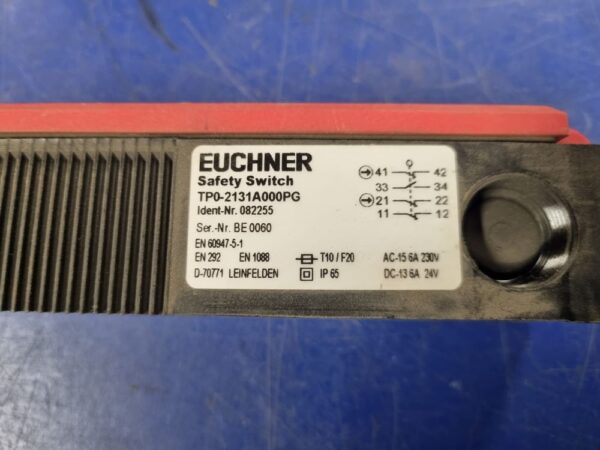 EUCHNER
Safety Switch
TP0-2131A000PG
Ident-Nr. 082255
Ser.-Nr. BE 0060
EN 60947-5-1
EN 292 EN 1088
D-70771 LEINFELDEN
T10 / F20
IP 65
41 42
33 34
21 22
11 12
AC-15 6A 230V
DC-13 6A 24V